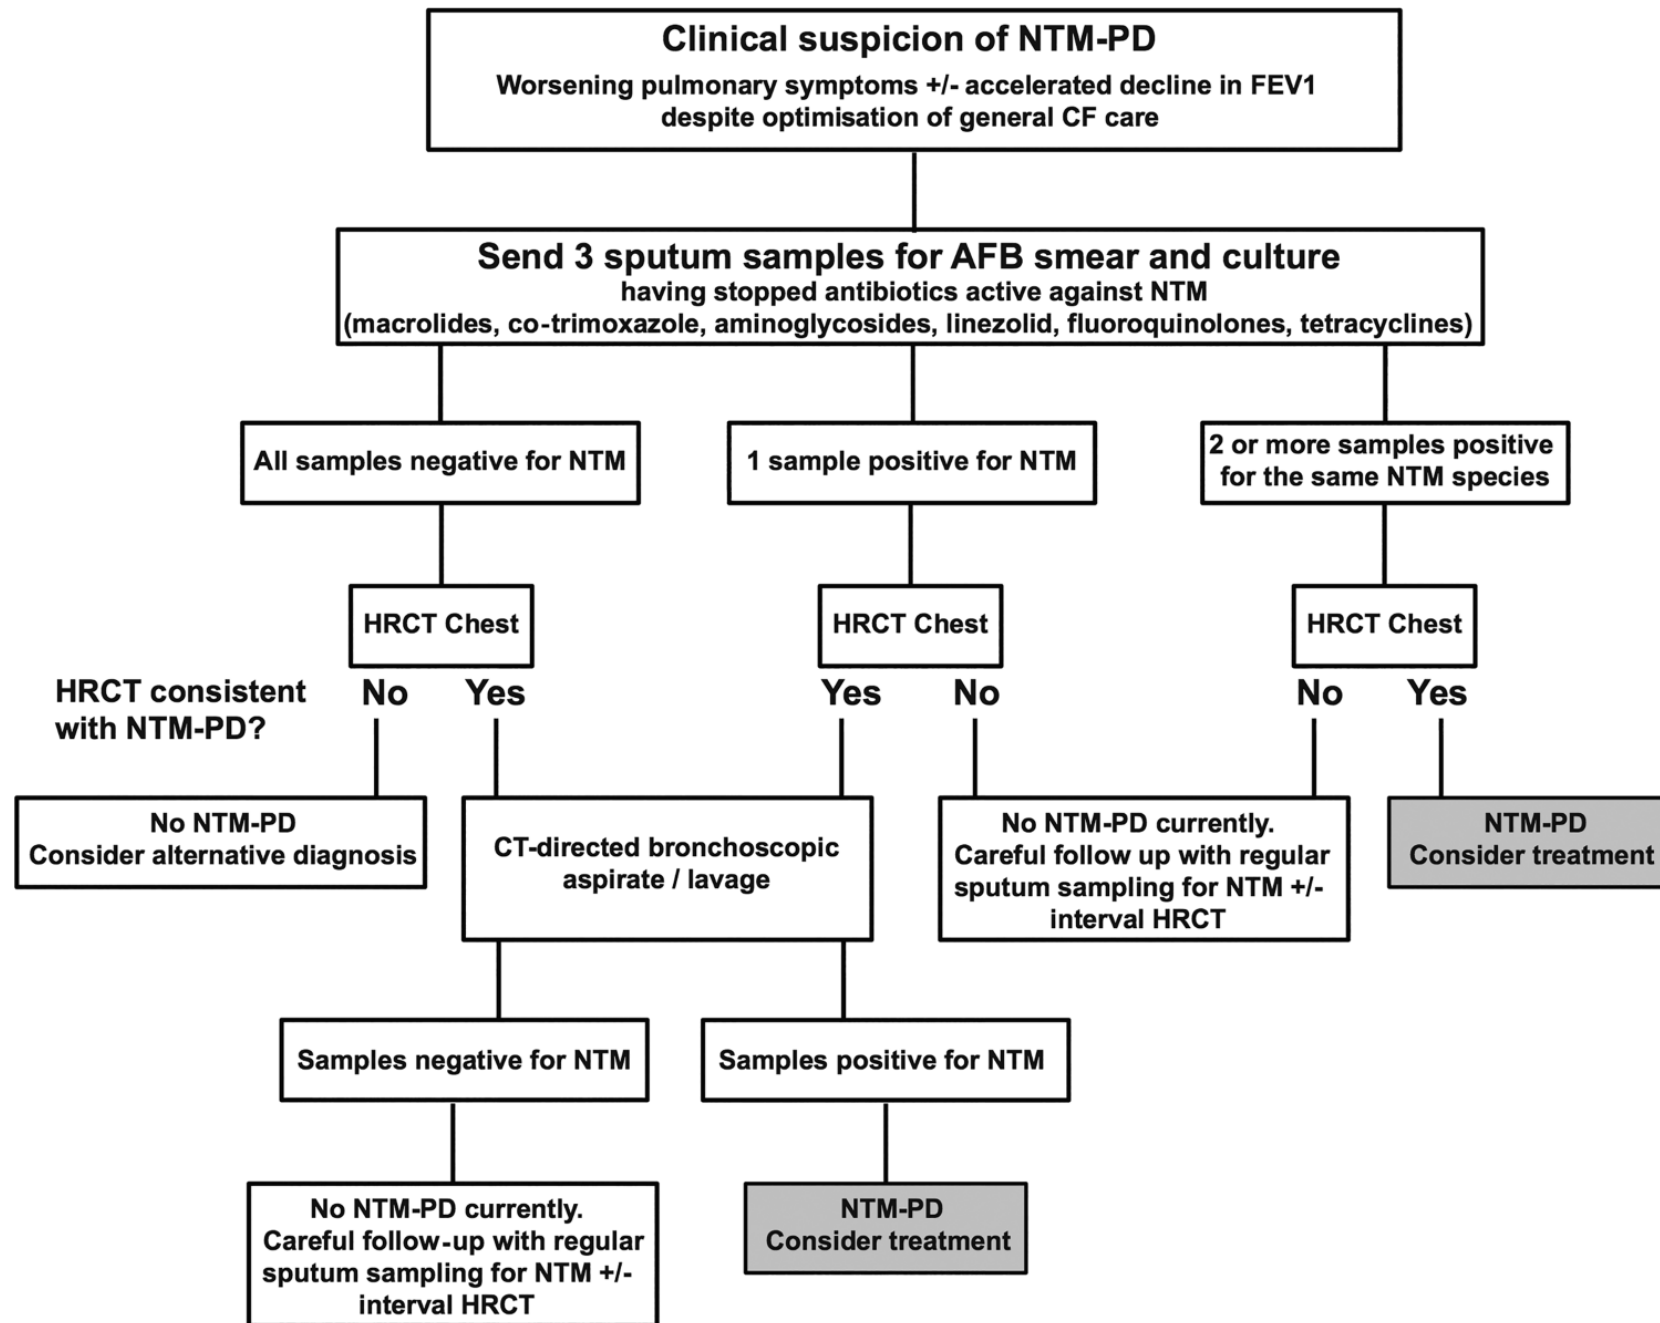 Clinical suspicion of NTM-PD
Worsening pulmonary symptoms +/- accelerated decline in FEV1
despite optimisation of general CF care
Send 3 sputum samples for AFB smear and culture
having stopped antibiotics active against NTM
(macrolides, co-trimoxazole, aminoglycosides, linezolid, fluoroquinolones, tetracyclines)
All samples negative for NTM
1 sample positive for NTM
2 or more samples positive
for the same NTM species
HRCT Chest
HRCT Chest
HRCT Chest
HRCT consistent
with NTM-PD?
No
Yes
Yes
No
No
Yes
No NTM-PD
Consider alternative diagnosis
CT-directed bronchoscopic
aspirate / lavage
No NTM-PD currently.
Careful follow up with regular
sputum sampling for NTM +/-
interval HRCT
NTM-PD
Consider treatment
Samples negative for NTM
Samples positive for NTM
No NTM-PD currently.
Careful follow-up with regular
sputum sampling for NTM +/-
interval HRCT
NTM-PD
Consider treatment